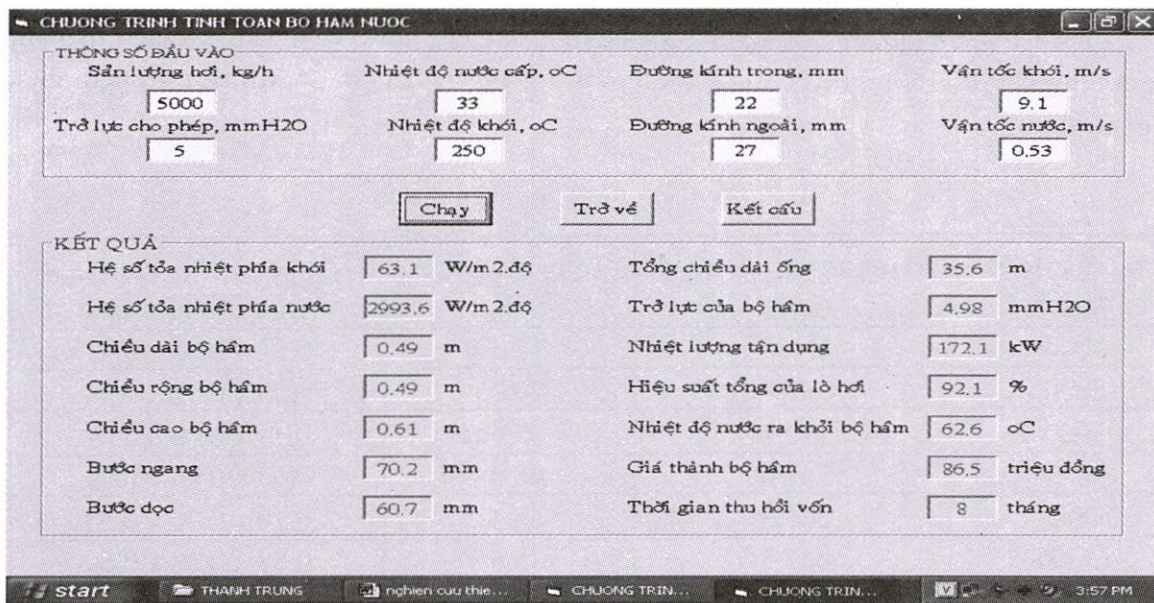 CHUONG TRINH TINH TOAN BO HAM NUOC
THÔNG SỐ ĐẦU VÀO
Sản lượng hơi, kg/h Nhiệt độ nước cấp, oC Đường kính trong, mm Vận tốc khói, m/s
5000 33 22 9,1
Trở lực cho phép, mmH2O Nhiệt độ khói, oC Đường kính ngoài, mm Vận tốc nước, m/s
5 250 27 0,53
Chạy Trở về Kết cấu
KẾT QUẢ
Hệ số tỏa nhiệt phía khói 63,1 W/m2.độ Tổng chiều dài ống 35,6 m
Hệ số tỏa nhiệt phía nước 2993,6 W/m2.độ Trở lực của bộ hâm 4,98 mmH2O
Chiều dài bộ hâm 0,49 m Nhiệt lượng tận dụng 172,1 kW
Chiều rộng bộ hâm 0,49 m Hiệu suất tổng của lò hơi 92,1 %
Chiều cao bộ hâm 0,61 m Nhiệt độ nước ra khỏi bộ hâm 62,6 oC
Bước ngang 70,2 mm Giá thành bộ hâm 86,5 triệu đồng
Bước dọc 60,7 mm Thời gian thu hồi vốn 8 tháng
start THANH TRUNG nghien cuu thie... CHUONG TRIN... CHUONG TRIN... V 3:57 PM